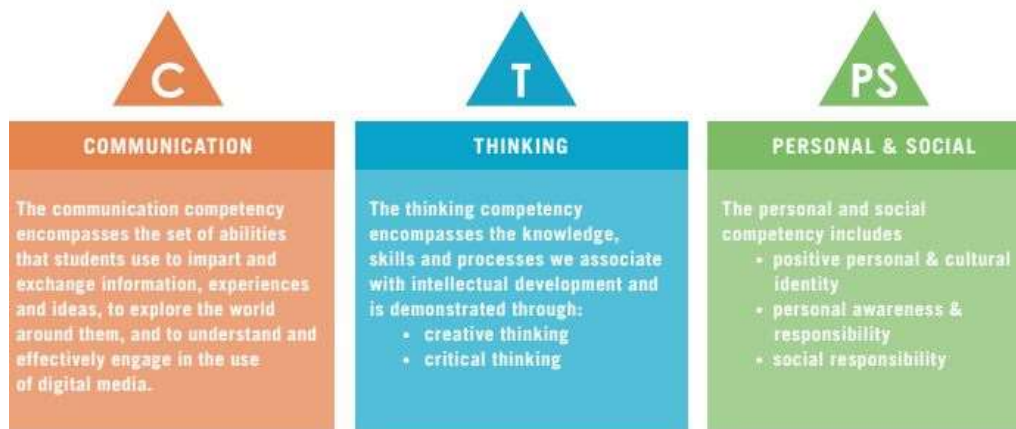 C
COMMUNICATION
The communication competency
encompasses the set of abilities
that students use to impart and
exchange information, experiences
and ideas, to explore the world
around them, and to understand and
effectively engage in the use
of digital media.
T
THINKING
The thinking competency
encompasses the knowledge,
skills and processes we associate
with intellectual development and
is demonstrated through:
• creative thinking
• critical thinking
PS
PERSONAL & SOCIAL
The personal and social
competency includes
• positive personal & cultural
identity
• personal awareness &
responsibility
• social responsibility